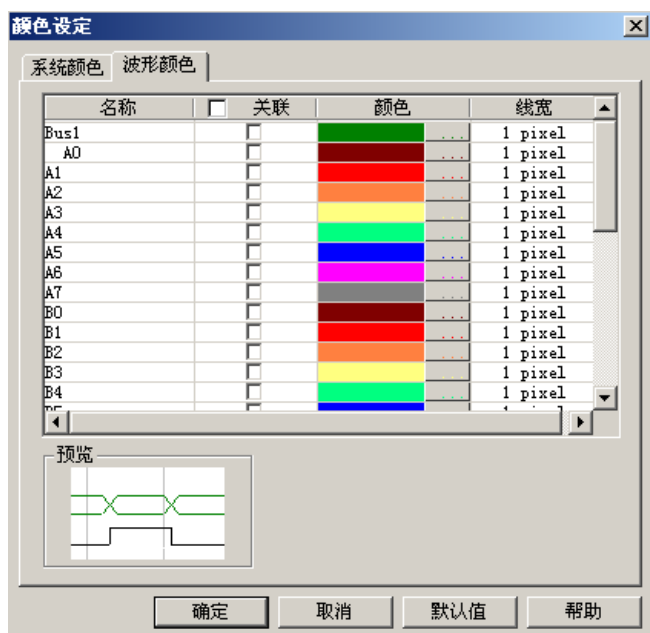 颜色设定
系统颜色 波形颜色
名称 关联 颜色 线宽
Bus1 ... 1 pixel
A0 ... 1 pixel
A1 ... 1 pixel
A2 ... 1 pixel
A3 ... 1 pixel
A4 ... 1 pixel
A5 ... 1 pixel
A6 ... 1 pixel
A7 ... 1 pixel
B0 ... 1 pixel
B1 ... 1 pixel
B2 ... 1 pixel
B3 ... 1 pixel
B4 ... 1 pixel
预览
确定 取消 默认值 帮助